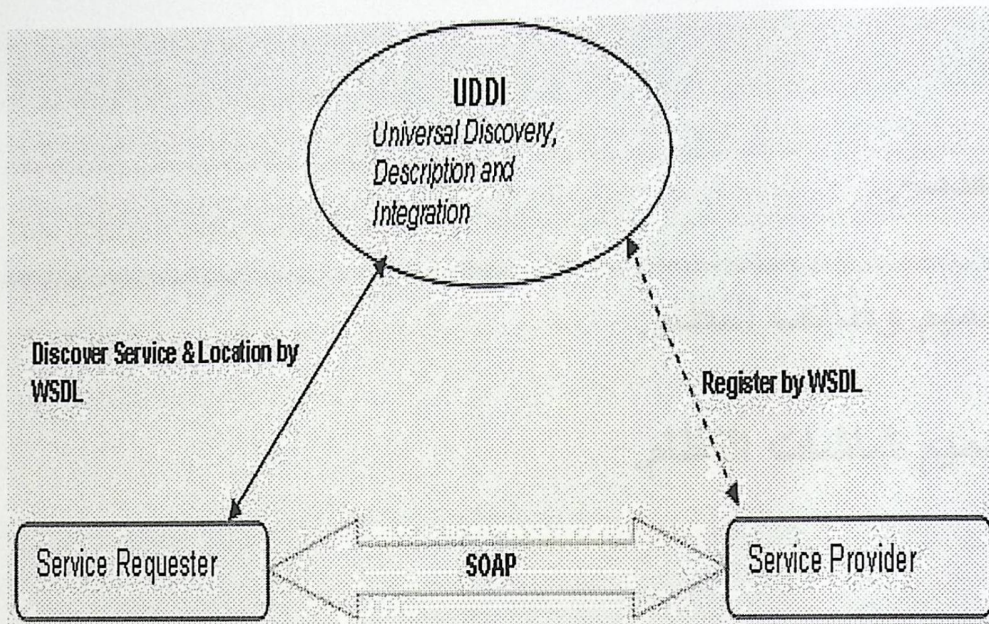 UDDI
Universal Discovery,
Description and
Integration
Discover Service & Location by
WSDL
Register by WSDL
Service Requester
SOAP
Service Provider